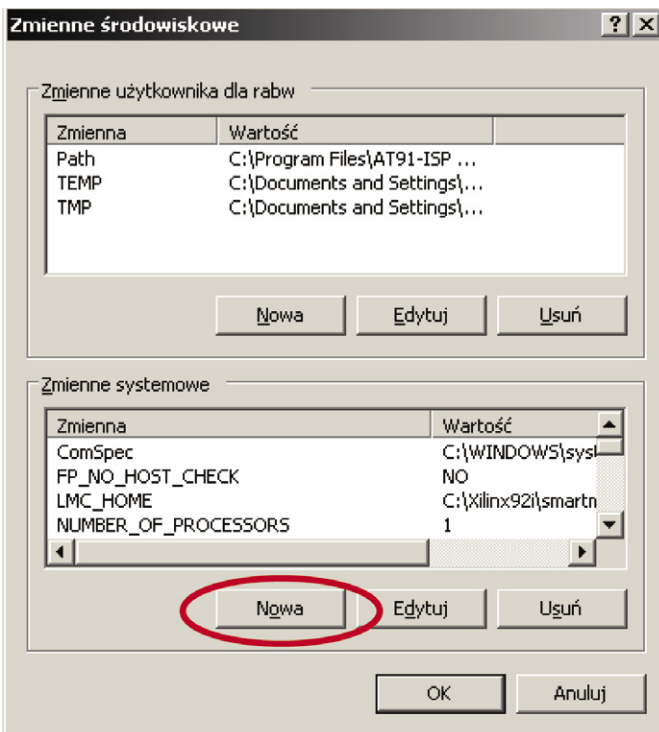 Zmienne środowiskowe
Zmienne użytkownika dla rabw
Zmienna Wartość
Path C:\Program Files\AT91-ISP ...
TEMP C:\Documents and Settings\...
TMP C:\Documents and Settings\...
Nowa Edytuj Usuń
Zmienne systemowe
Zmienna Wartość
ComSpec C:\WINDOWS\syst
FP_NO_HOST_CHECK NO
LMC_HOME C:\Xilinx92i\smartn
NUMBER_OF_PROCESSORS 1
Nowa Edytuj Usuń
OK Anuluj